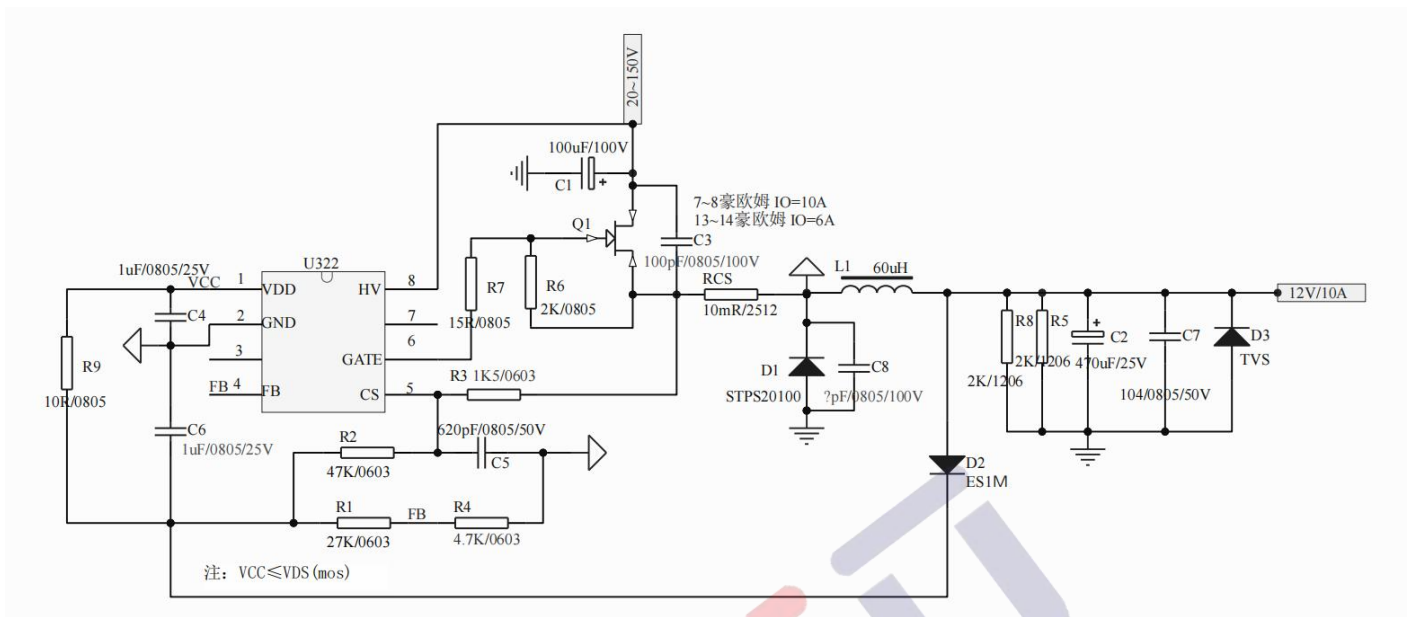 20~150V
100uF/100V
C1
7~8豪欧姆 IO=10A
13~14豪欧姆 IO=6A
Q1
C3
100pF/0805/100V
U322
1uF/0805/25V
VCC
1
VDD
HV
8
R7
15R/0805
R6
2K/0805
RCS
10mR/2512
L1
60uH
12V/10A
C4
2
GND
7
3
6
GATE
R9
10R/0805
FB
4
FB
CS
5
R3
1K5/0603
D1
STPS20100
C8
?pF/0805/100V
R8
R5
2K/1206
2K/1206
C2
470uF/25V
C7
104/0805/50V
D3
TVS
C6
1uF/0805/25V
R2
47K/0603
620pF/0805/50V
C5
D2
ES1M
R1
27K/0603
FB
R4
4.7K/0603
注: VCC≤VDS(mos)